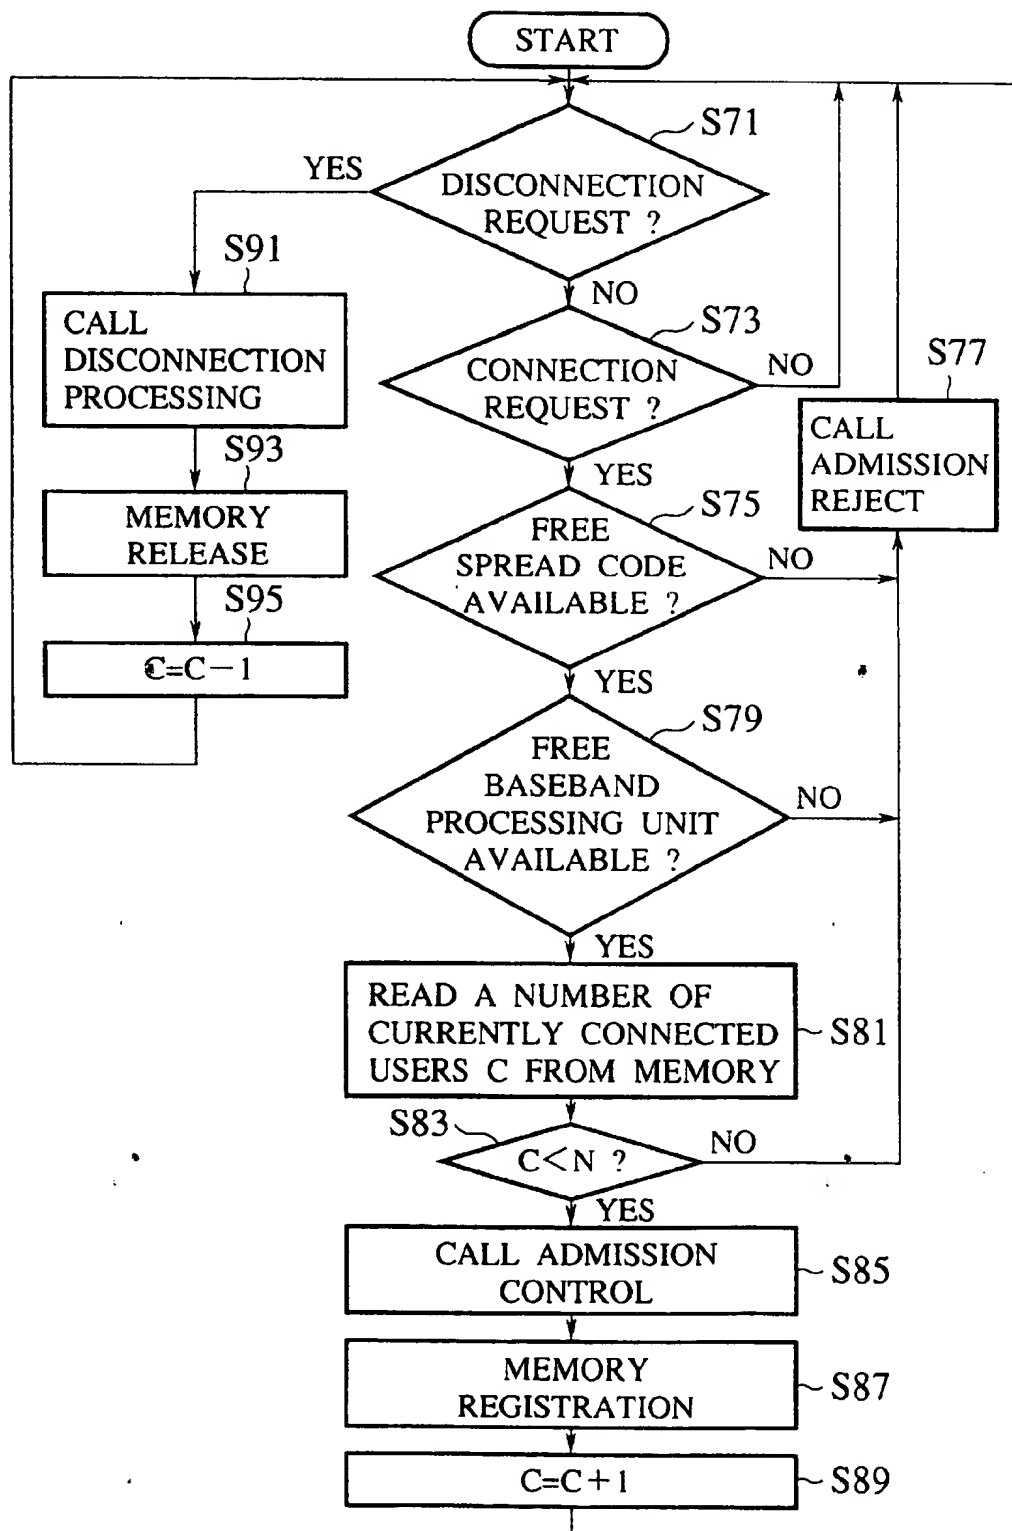 START
S71
YES
DISCONNECTION
REQUEST ?
S91
NO
CALL
DISCONNECTION
PROCESSING
S73
CONNECTION
REQUEST ?
NO
S77
CALL
ADMISSION
REJECT
S93
YES
MEMORY
RELEASE
S75
FREE
SPREAD CODE
AVAILABLE ?
NO
S95
C=C−1
YES
S79
FREE
BASEBAND
PROCESSING UNIT
AVAILABLE ?
NO
YES
READ A NUMBER OF
CURRENTLY CONNECTED
USERS C FROM MEMORY
S81
S83
C<N ?
NO
YES
CALL ADMISSION
CONTROL
S85
MEMORY
REGISTRATION
S87
C=C+1
S89